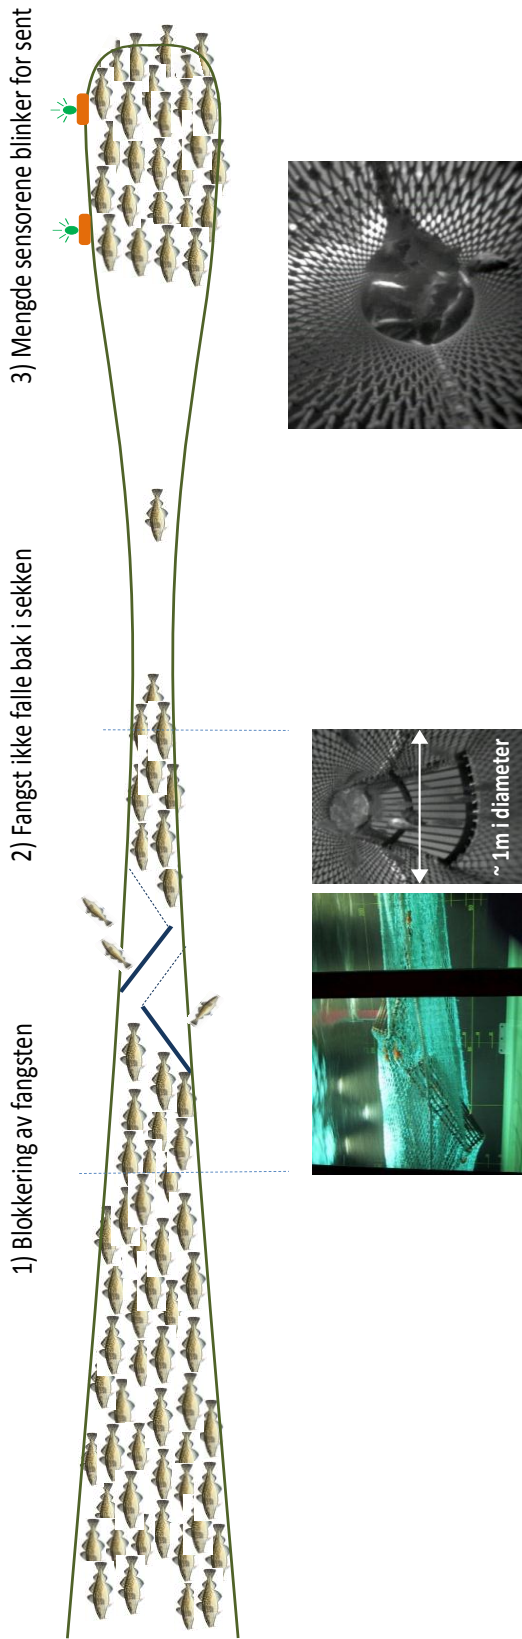 1) Blokkering av fangsten
2) Fangst ikke falle bak i sekken
3) Mengde sensorene blinker for sent
~ 1m i diameter